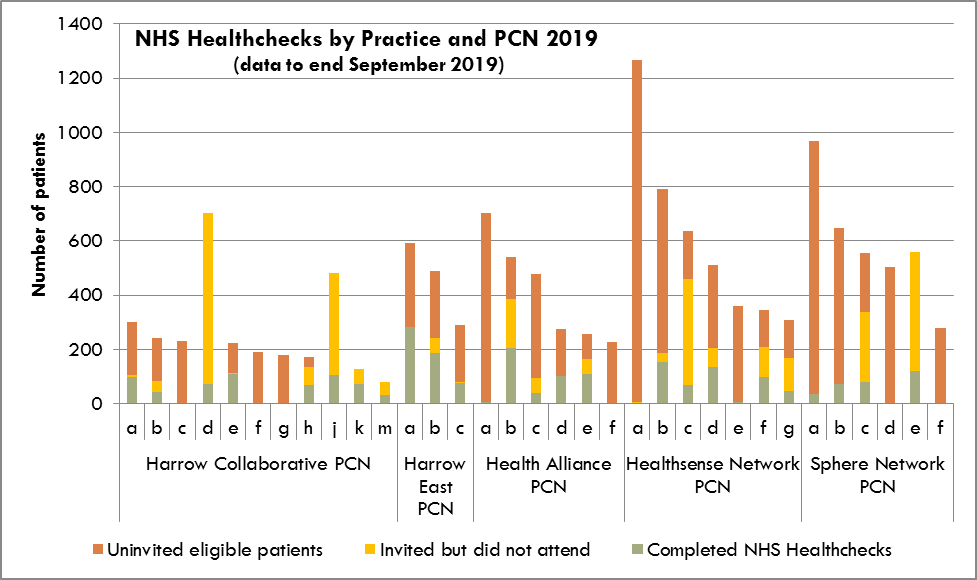 NHS Healthchecks by Practice and PCN 2019
(data to end September 2019)
Number of patients
1400
1200
1000
800
600
400
200
0
a b c d e f g h j k m a b c a b c d e f a b c d e f g a b c d e f
Harrow Collaborative PCN
Harrow
East
PCN
Health Alliance
PCN
Healthsense Network
PCN
Sphere Network
PCN
Uninvited eligible patients
Invited but did not attend
Completed NHS Healthchecks